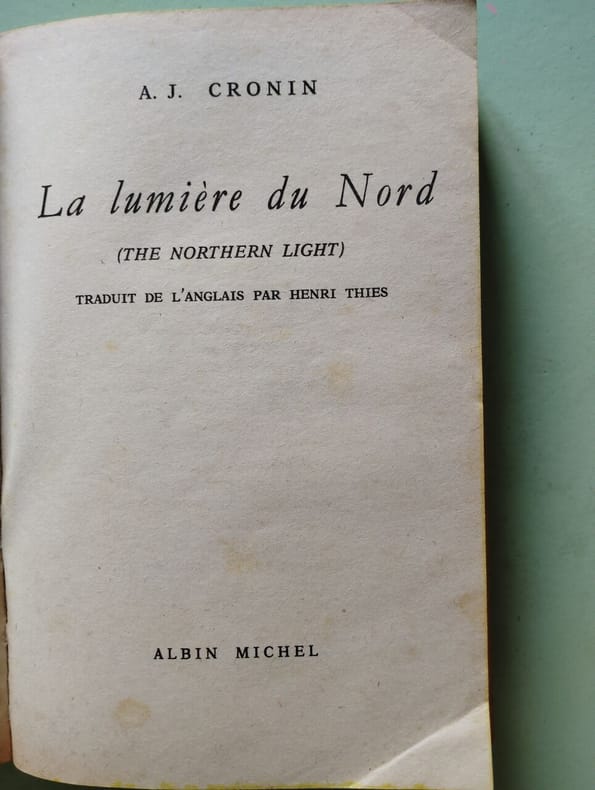 A. J. CRONIN
La lumière du Nord
(THE NORTHERN LIGHT)
TRADUIT DE L'ANGLAIS PAR HENRI THIES
ALBIN MICHEL